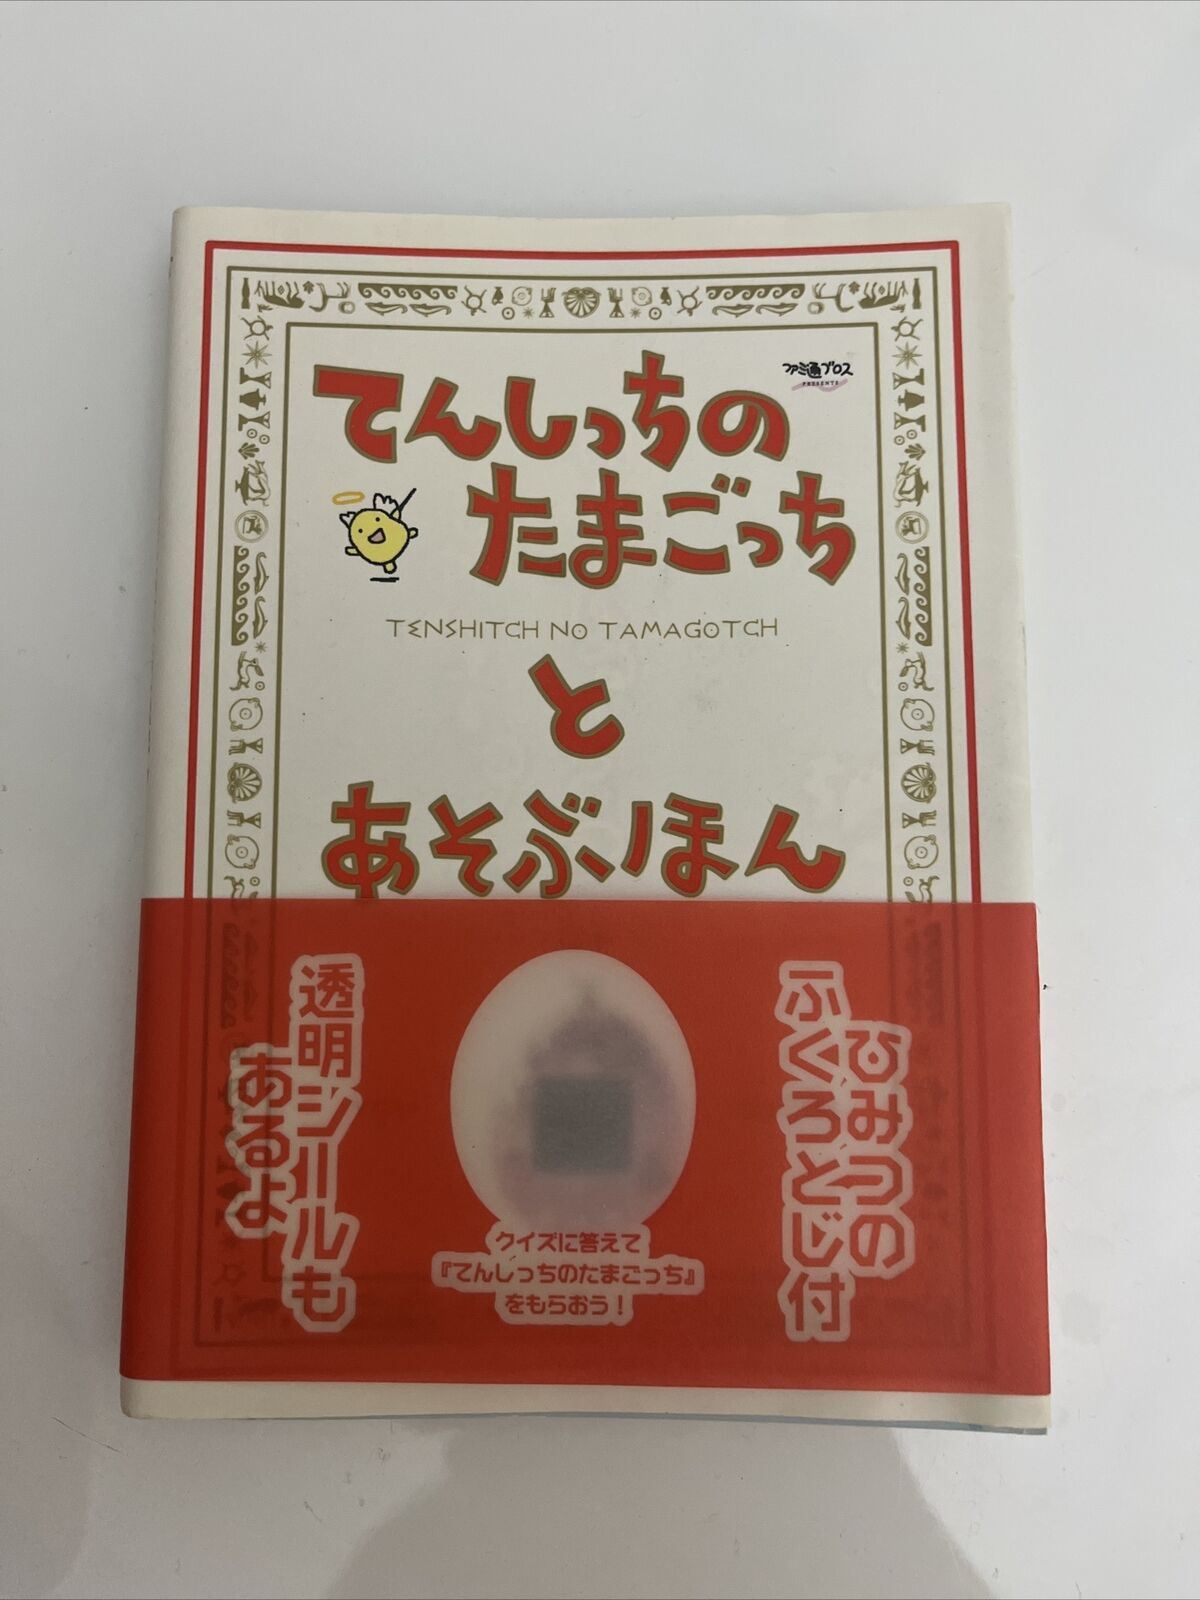 ファミ通ブロス
PRESENTS
てんしっちの
たまごっち
TENSHITCH NO TAMAGOTCH
と
あそぶほん
ひみつの
ふくろとじ付
透明シールも
あるよ
クイズに答えて
『てんしっちのたまごっち』
をもらおう！